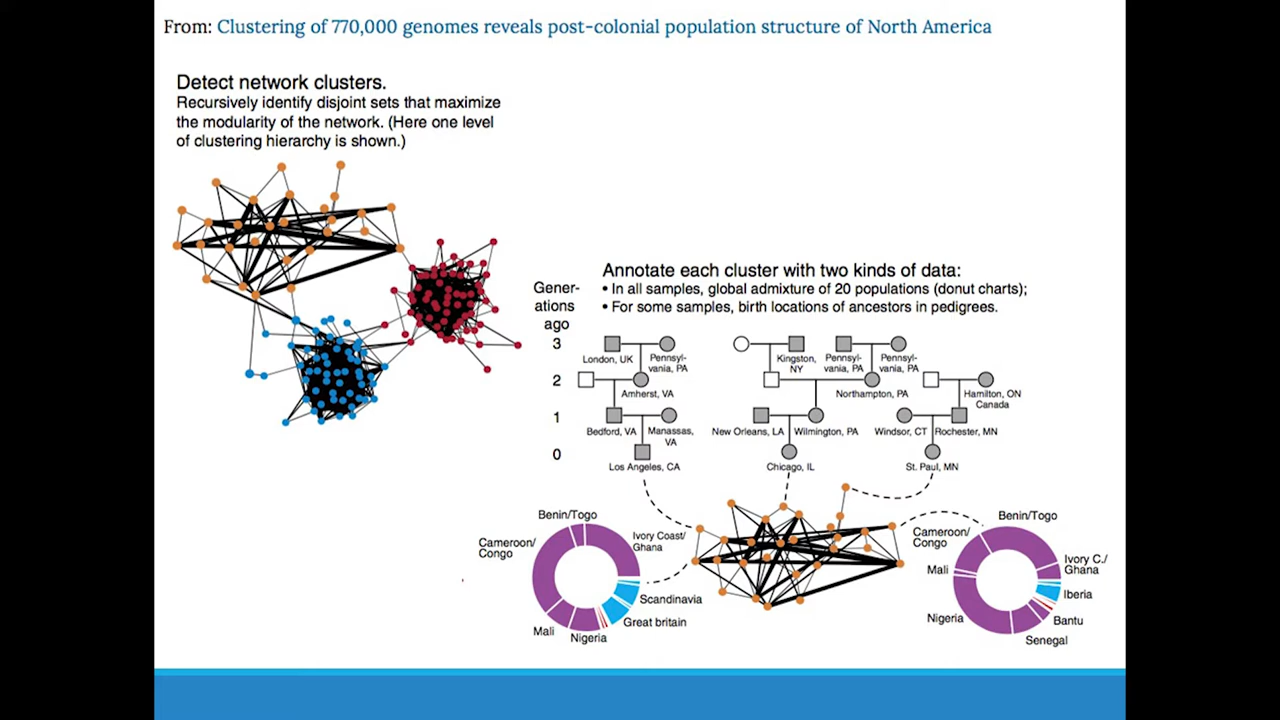 From: Clustering of 770,000 genomes reveals post-colonial population structure of North America
Detect network clusters.
Recursively identify disjoint sets that maximize
the modularity of the network. (Here one level
of clustering hierarchy is shown.)
Annotate each cluster with two kinds of data:
• In all samples, global admixture of 20 populations (donut charts);
• For some samples, birth locations of ancestors in pedigrees.
Gener-
ations
ago
3
London, UK
Pennsyl-
vania, PA
Kingston,
NY
Pennsyl-
vania, PA
Pennsyl-
vania, PA
2
Amherst, VA
Northampton, PA
Hamilton, ON
Canada
1
Bedford, VA
Manassas,
VA
New Orleans, LA
Wilmington, PA
Windsor, CT
Rochester, MN
0
Los Angeles, CA
Chicago, IL
St. Paul, MN
Benin/Togo
Cameroon/
Congo
Ivory Coast/
Ghana
Scandinavia
Great britain
Mali
Nigeria
Benin/Togo
Cameroon/
Congo
Ivory C./
Ghana
Mali
Iberia
Nigeria
Bantu
Senegal